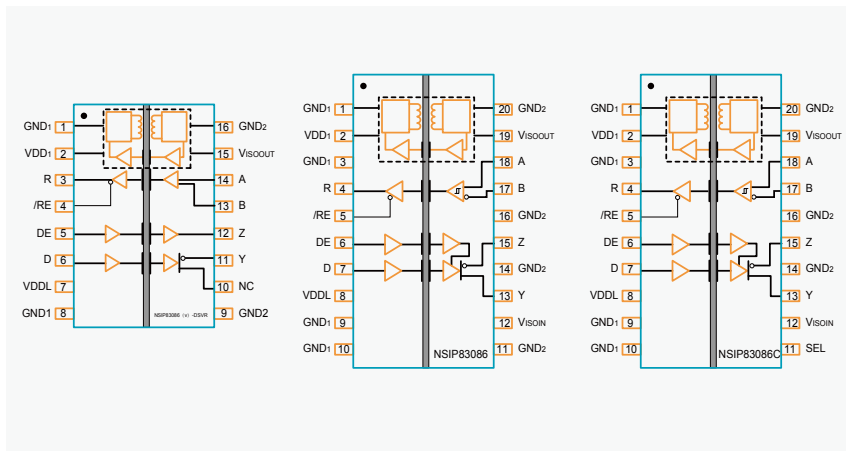 GND1 1 16 GND2
VDD1 2 15 VISOOUT
R 3 14 A
/RE 4 13 B
DE 5 12 Z
D 6 11 Y
VDDL 7 10 NC
GND1 8 9 GND2
NSIP83086 (v) -DSVR
GND1 1 20 GND2
VDD1 2 19 VISOOUT
GND1 3 18 A
R 4 17 B
/RE 5 16 GND2
DE 6 15 Z
D 7 14 GND2
VDDL 8 13 Y
GND1 9 12 VISOIN
GND1 10 11 GND2
NSIP83086
GND1 1 20 GND2
VDD1 2 19 VISOOUT
GND1 3 18 A
R 4 17 B
/RE 5 16 GND2
DE 6 15 Z
D 7 14 GND2
VDDL 8 13 Y
GND1 9 12 VISOIN
GND1 10 11 SEL
NSIP83086C